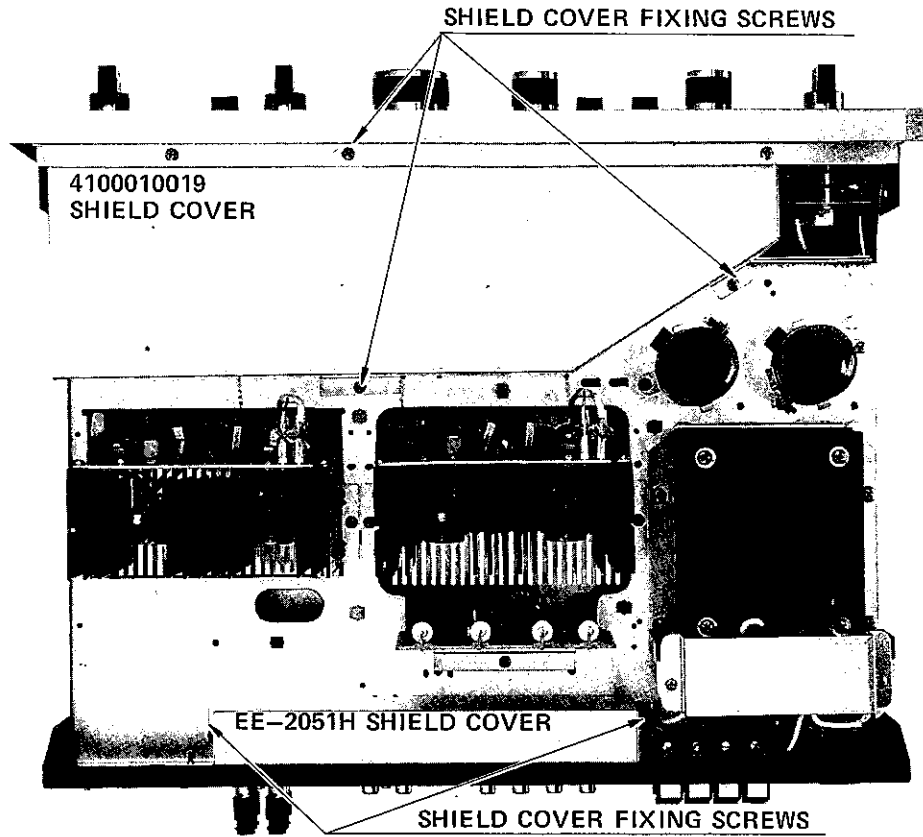 SHIELD COVER FIXING SCREWS
4100010019
SHIELD COVER
EE-2051H SHIELD COVER
SHIELD COVER FIXING SCREWS